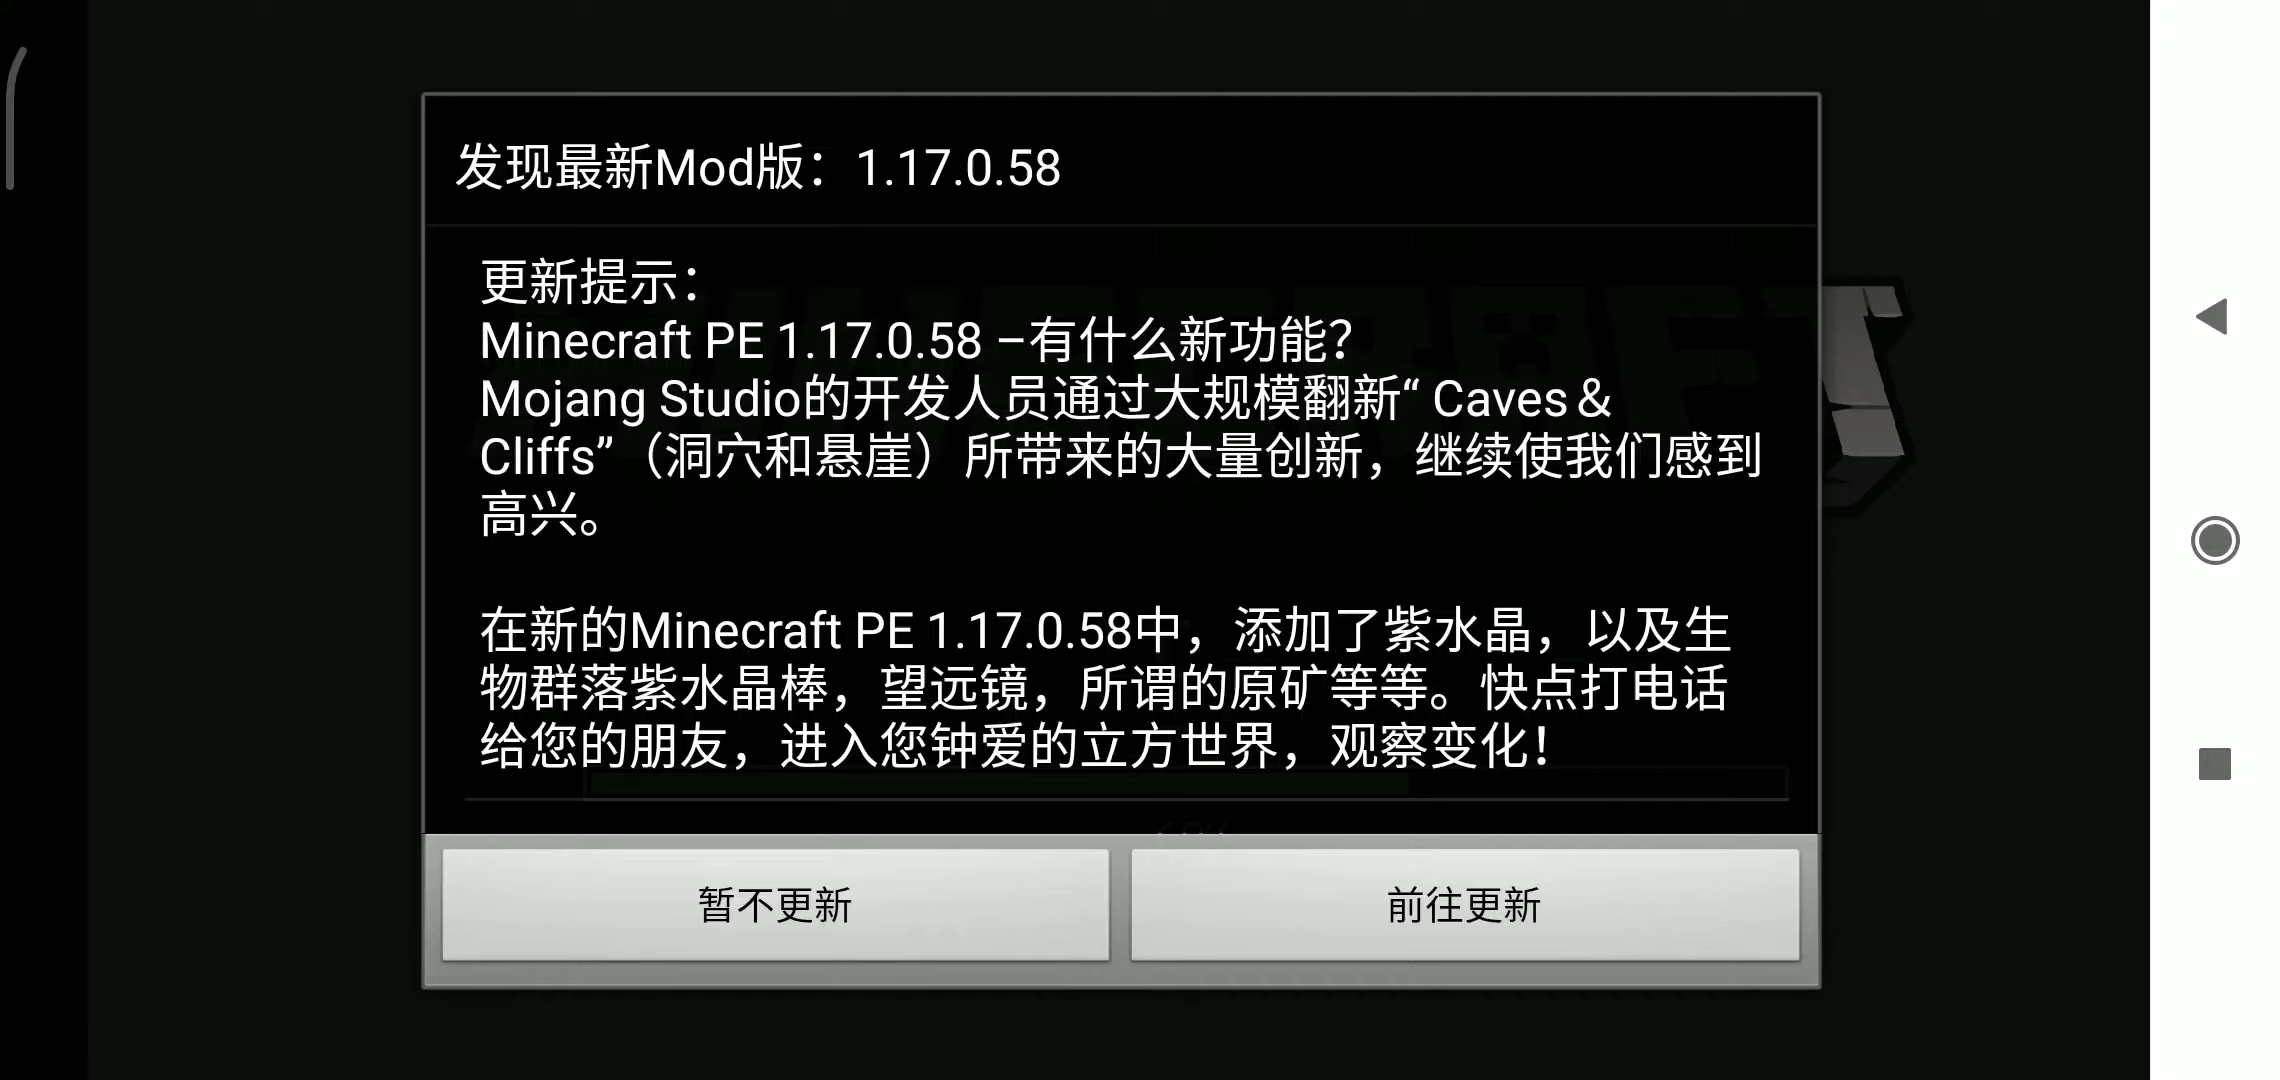 发现最新Mod版：1.17.0.58
更新提示：
Minecraft PE 1.17.0.58 –有什么新功能？
Mojang Studio的开发人员通过大规模翻新“ Caves＆
Cliffs”（洞穴和悬崖）所带来的大量创新，继续使我们感到
高兴。
在新的Minecraft PE 1.17.0.58中，添加了紫水晶，以及生
物群落紫水晶棒，望远镜，所谓的原矿等等。快点打电话
给您的朋友，进入您钟爱的立方世界，观察变化！
暂不更新
前往更新